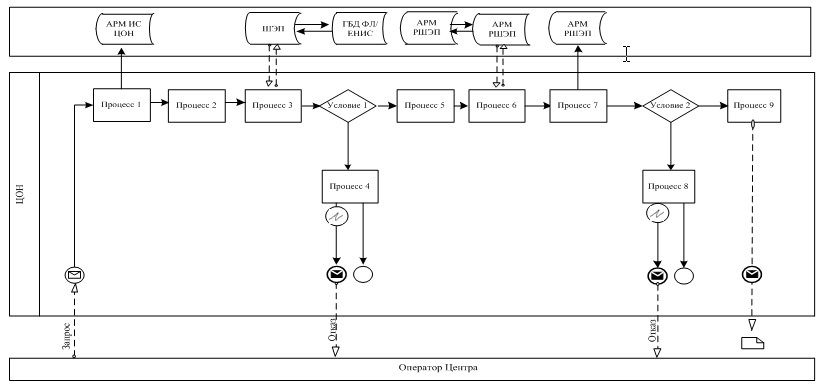 АРМ ИС
ЦОН
ШЭП
ГБД ФЛ/
ЕНИС
АРМ
РШЭП
АРМ
РШЭП
АРМ
РШЭП
ЦОН
Процесс 1
Процесс 2
Процесс 3
Условие 1
Процесс 5
Процесс 6
Процесс 7
Условие 2
Процесс 9
Процесс 4
Процесс 8
Запрос
Отказ
Отказ
Оператор Центра